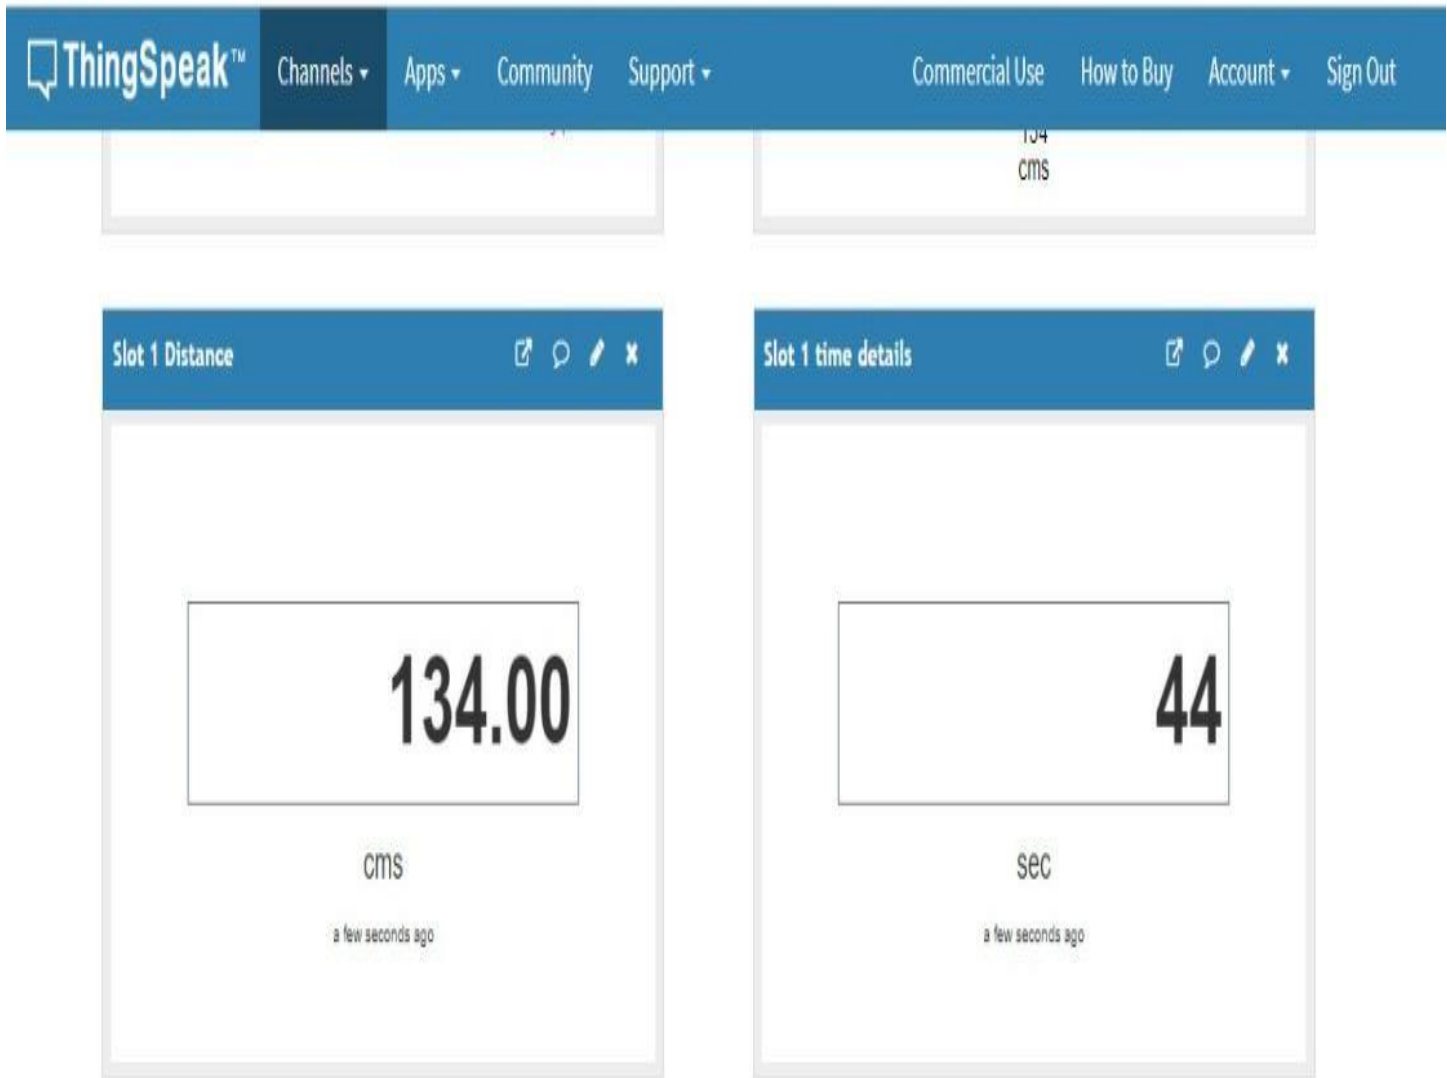 ThingSpeak™ Channels Apps Community Support Commercial Use How to Buy Account Sign Out
134
cms
Slot 1 Distance
134.00
cms
a few seconds ago
Slot 1 time details
44
sec
a few seconds ago